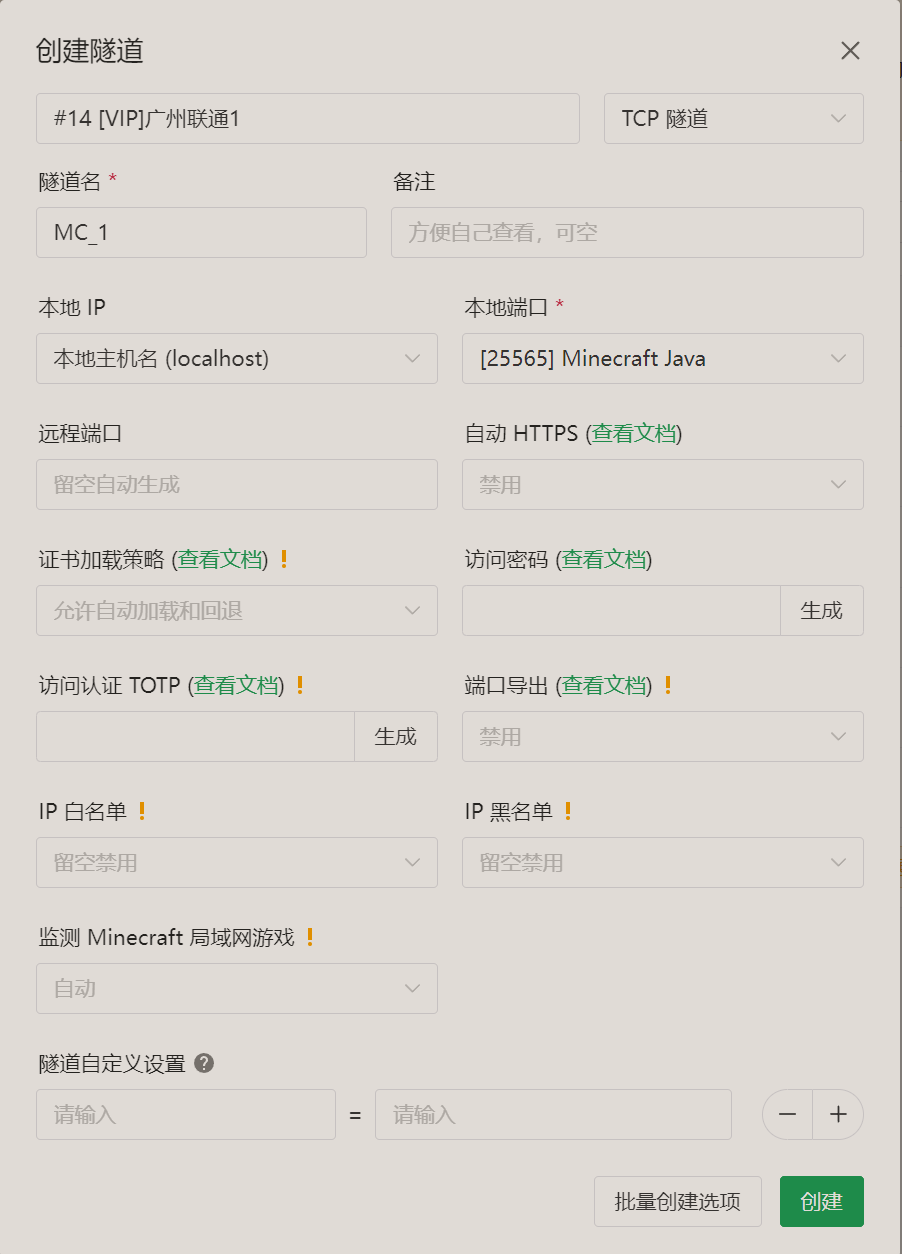 创建隧道
#14 [VIP]广州联通1
TCP 隧道
隧道名 *
备注
MC_1
方便自己查看，可空
本地 IP
本地端口 *
本地主机名 (localhost)
[25565] Minecraft Java
远程端口
自动 HTTPS (查看文档)
留空自动生成
禁用
证书加载策略 (查看文档) !
访问密码 (查看文档)
允许自动加载和回退
生成
访问认证 TOTP (查看文档) !
端口导出 (查看文档) !
生成
禁用
IP 白名单 !
IP 黑名单 !
留空禁用
留空禁用
监测 Minecraft 局域网游戏 !
自动
隧道自定义设置 ?
请输入 = 请输入
批量创建选项
创建